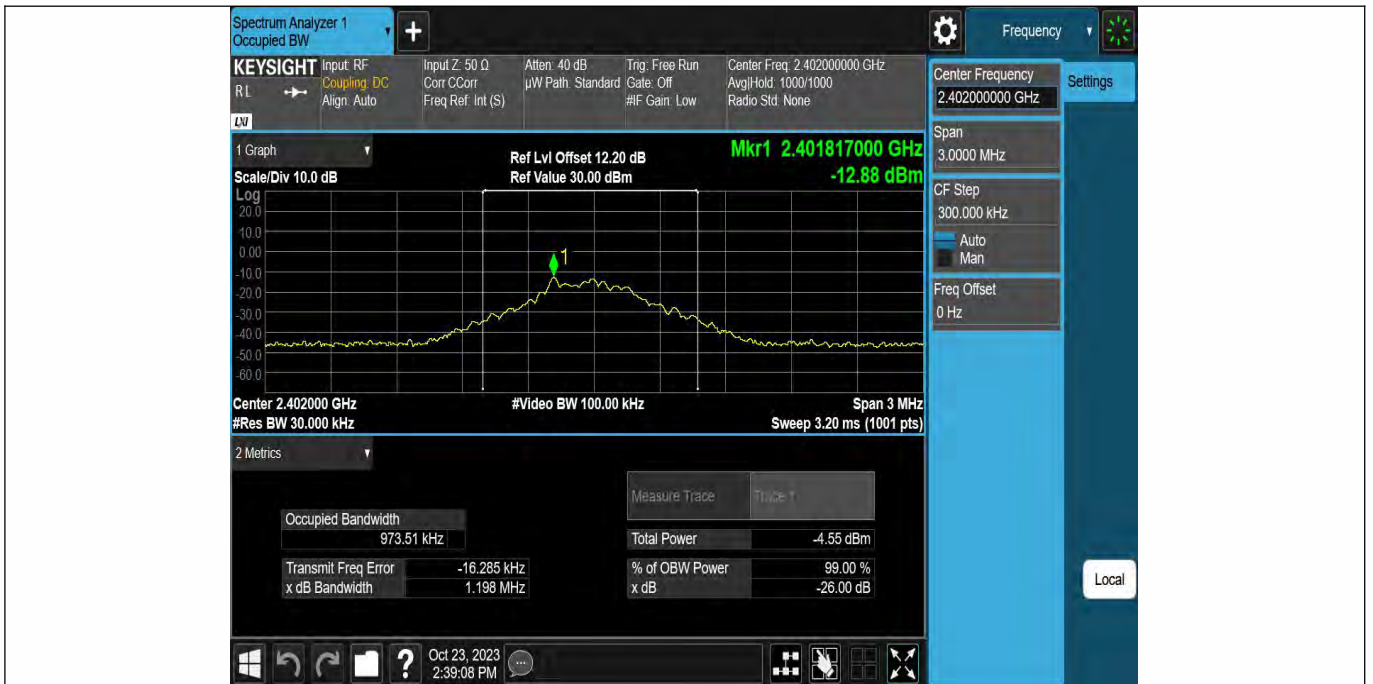 Spectrum Analyzer 1
Occupied BW
+
Frequency
KEYSIGHT
R L
LXI
Input: RF
Coupling: DC
Align: Auto
Input Z: 50 Ω
Corr CCorr
Freq Ref: Int (S)
Atten: 40 dB
µW Path: Standard
Trig: Free Run
Gate: Off
#IF Gain: Low
Center Freq: 2.402000000 GHz
Avg|Hold: 1000/1000
Radio Std: None
Center Frequency
2.402000000 GHz
Settings
Span
3.0000 MHz
CF Step
300.000 kHz
Auto
Man
Freq Offset
0 Hz
Local
1 Graph
Scale/Div 10.0 dB
Ref Lvl Offset 12.20 dB
Ref Value 30.00 dBm
Mkr1 2.401817000 GHz
-12.88 dBm
Log
20.0
10.0
0.00
-10.0
-20.0
-30.0
-40.0
-50.0
-60.0
1
Center 2.402000 GHz
#Video BW 100.00 kHz
Span 3 MHz
#Res BW 30.000 kHz
Sweep 3.20 ms (1001 pts)
2 Metrics
Measure Trace
Trace 1
Occupied Bandwidth
973.51 kHz
Total Power
-4.55 dBm
Transmit Freq Error
-16.285 kHz
% of OBW Power
99.00 %
x dB Bandwidth
1.198 MHz
x dB
-26.00 dB
?
Oct 23, 2023
2:39:08 PM